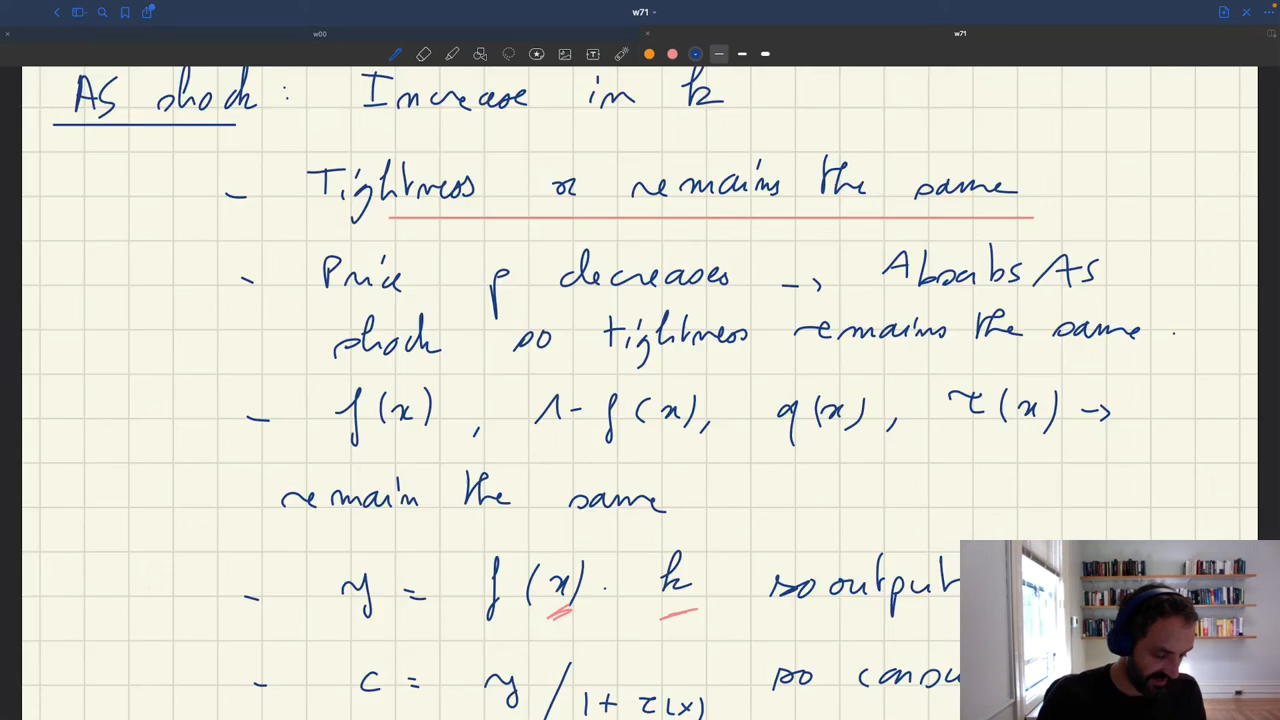 w71
w00
w71
AS shock : Increase in k
- Tightness x remains the same
- Price p decreases -> Absorbs AS
shock so tightness remains the same .
- f(x) , 1 - f(x), q(x), τ(x) ->
remain the same
- y = f(x) . k so output
- c = y / 1 + τ(x) so consu